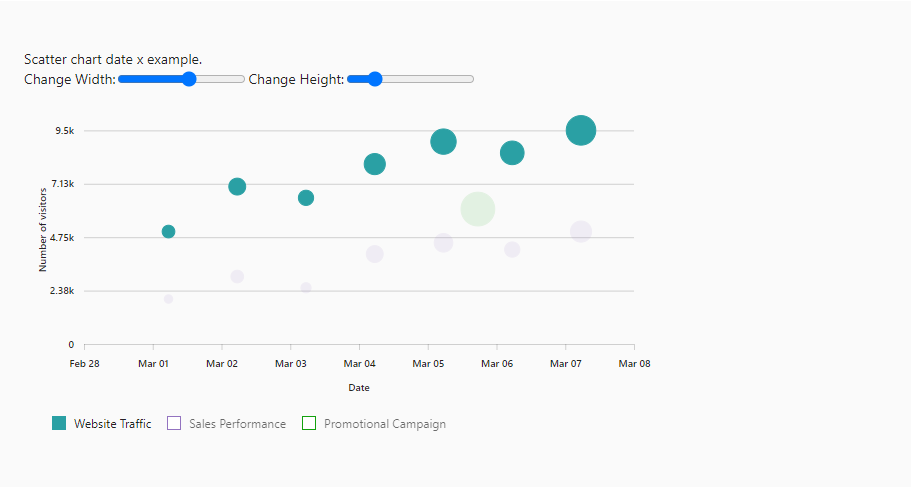 Scatter chart date x example.
Change Width: Change Height:
9.5k
7.13k
4.75k
2.38k
0
Number of visitors
Feb 28 Mar 01 Mar 02 Mar 03 Mar 04 Mar 05 Mar 06 Mar 07 Mar 08
Date
Website Traffic Sales Performance Promotional Campaign